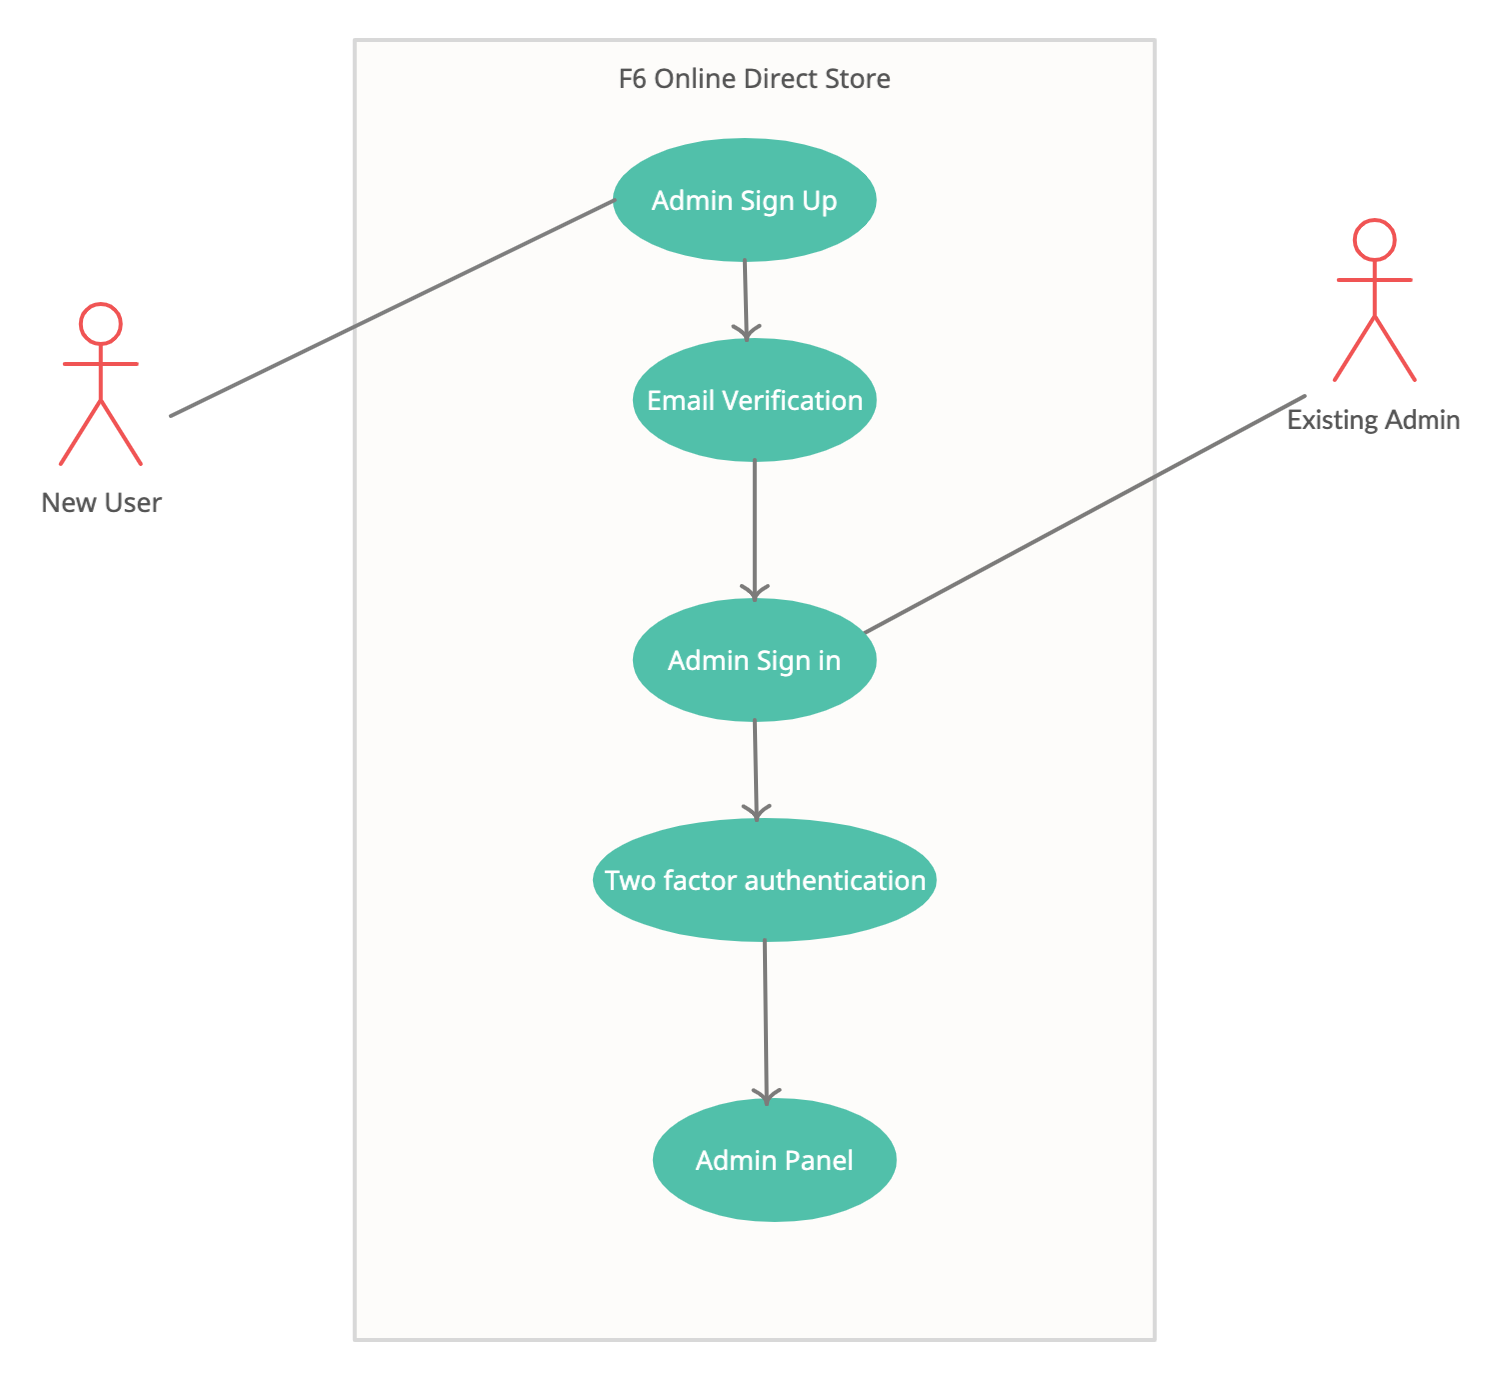 F6 Online Direct Store
Admin Sign Up
Email Verification
Existing Admin
New User
Admin Sign in
Two factor authentication
Admin Panel